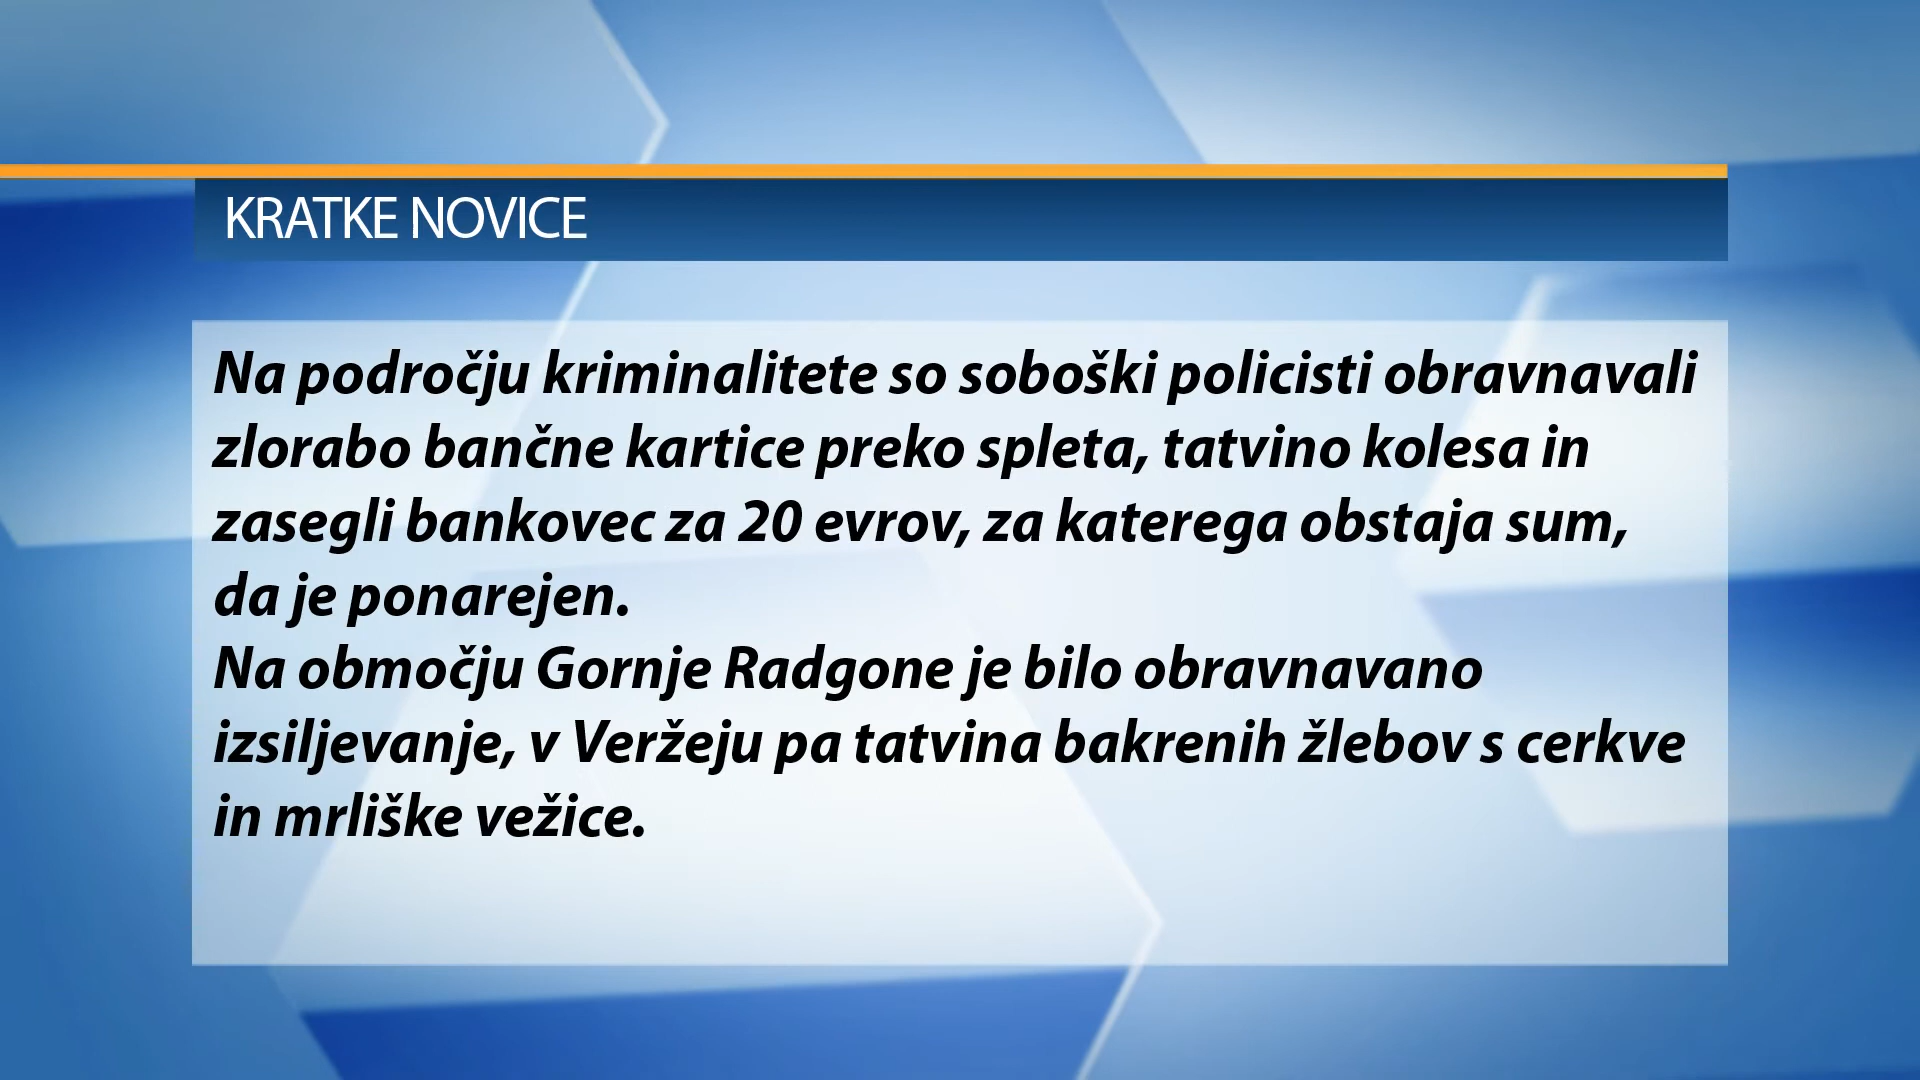 KRATKE NOVICE
Na področju kriminalitete so soboški policisti obravnavali
zlorabo bančne kartice preko spleta, tatvino kolesa in
zasegli bankovec za 20 evrov, za katerega obstaja sum,
da je ponarejen.
Na območju Gornje Radgone je bilo obravnavano
izsiljevanje, v Veržeju pa tatvina bakrenih žlebov s cerkve
in mrliške vežice.